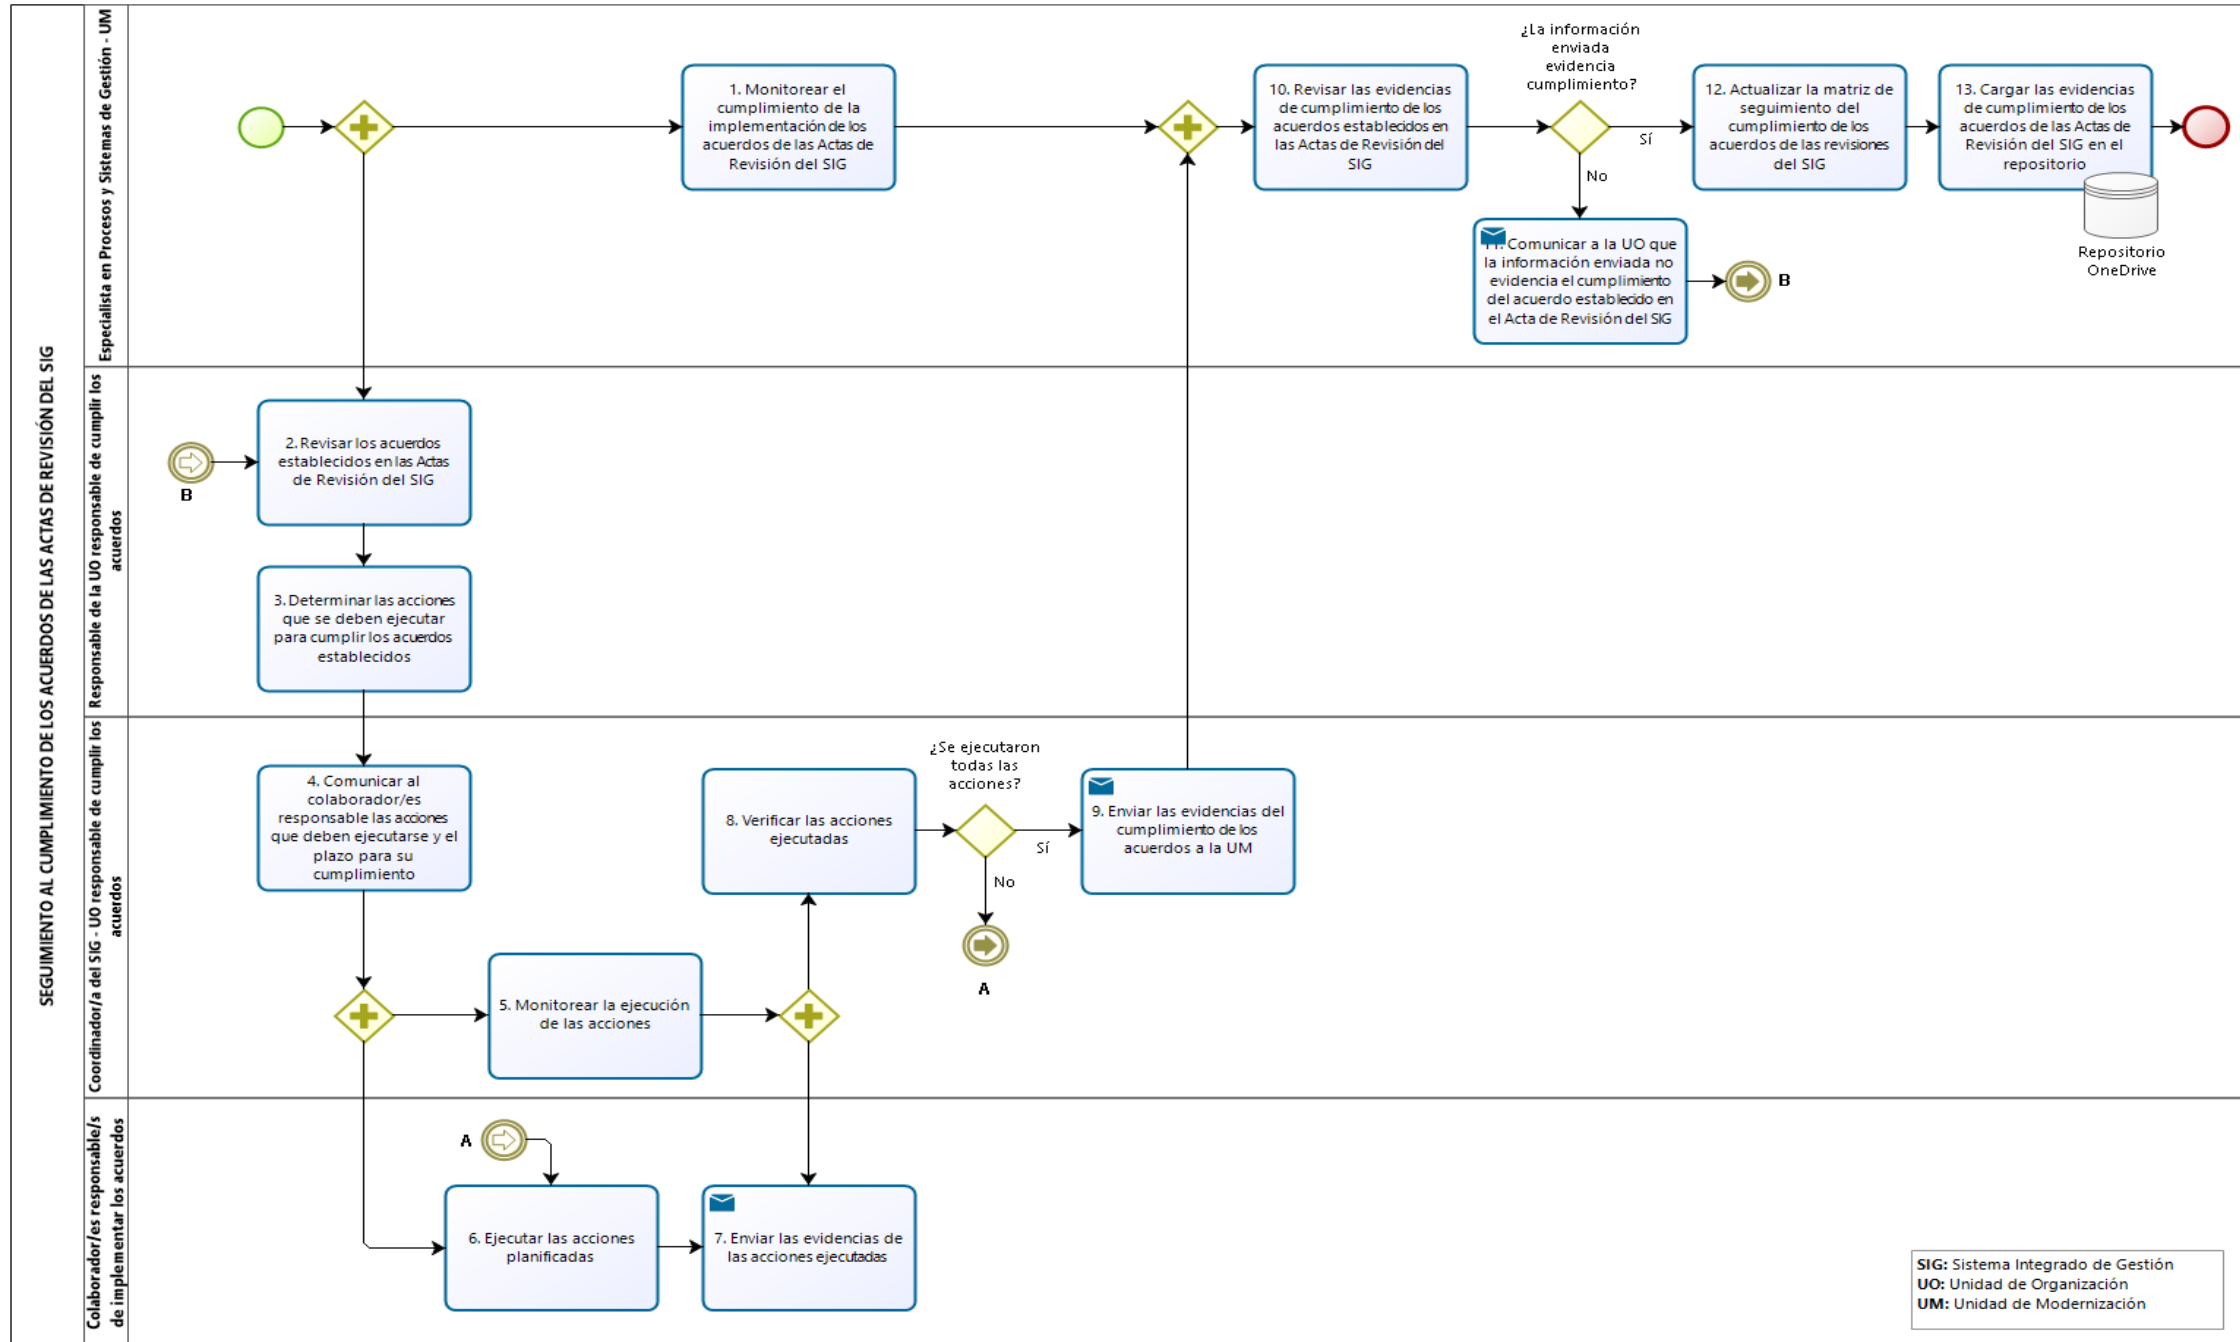 SEGUIMIENTO AL CUMPLIMIENTO DE LOS ACUERDOS DE LAS ACTAS DE REVISIÓN DEL SIG
Especialista en Procesos y Sistemas de Gestión - UM
1. Monitorear el
cumplimiento de la
implementación de los
acuerdos de las Actas de
Revisión del SIG
10. Revisar las evidencias
de cumplimiento de los
acuerdos establecidos en
las Actas de Revisión del
SIG
¿La información
enviada
evidencia
cumplimiento?
Sí
No
12. Actualizar la matriz de
seguimiento del
cumplimiento de los
acuerdos de las revisiones
del SIG
13. Cargar las evidencias
de cumplimiento de los
acuerdos de las Actas de
Revisión del SIG en el
repositorio
Repositorio
OneDrive
11. Comunicar a la UO que
la información enviada no
evidencia el cumplimiento
del acuerdo establecido en
el Acta de Revisión del SIG
B
Responsable de la UO responsable de cumplir los
acuerdos
B
2. Revisar los acuerdos
establecidos en las Actas
de Revisión del SIG
3. Determinar las acciones
que se deben ejecutar
para cumplir los acuerdos
establecidos
Coordinador/a del SIG - UO responsable de cumplir los
acuerdos
4. Comunicar al
colaborador/es
responsable las acciones
que deben ejecutarse y el
plazo para su
cumplimiento
5. Monitorear la ejecución
de las acciones
8. Verificar las acciones
ejecutadas
¿Se ejecutaron
todas las
acciones?
Sí
No
A
9. Enviar las evidencias del
cumplimiento de los
acuerdos a la UM
Colaborador/es responsable/s
de implementar los acuerdos
A
6. Ejecutar las acciones
planificadas
7. Enviar las evidencias de
las acciones ejecutadas
SIG: Sistema Integrado de Gestión
UO: Unidad de Organización
UM: Unidad de Modernización